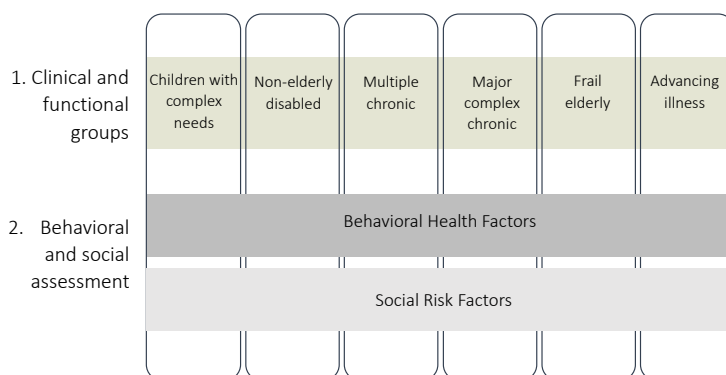 1. Clinical and
functional
groups
Children with
complex
needs
Non-elderly
disabled
Multiple
chronic
Major
complex
chronic
Frail
elderly
Advancing
illness
2. Behavioral
and social
assessment
Behavioral Health Factors
Social Risk Factors